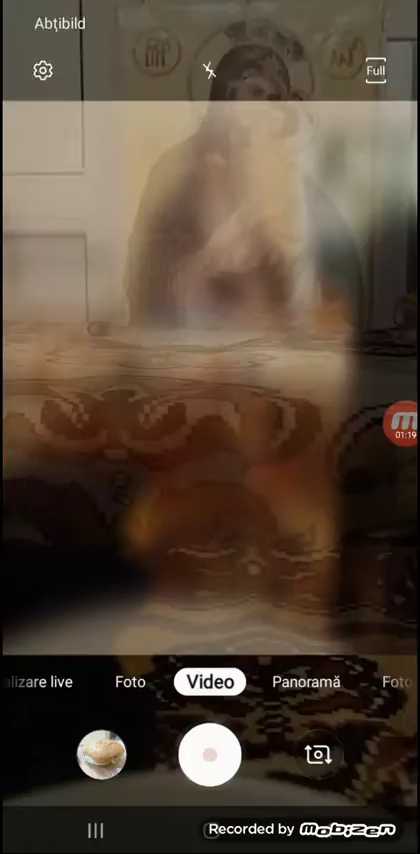 Abțibild
Full
01:19
alizare live
Foto
Video
Panoramă
Foto
Recorded by mobizen